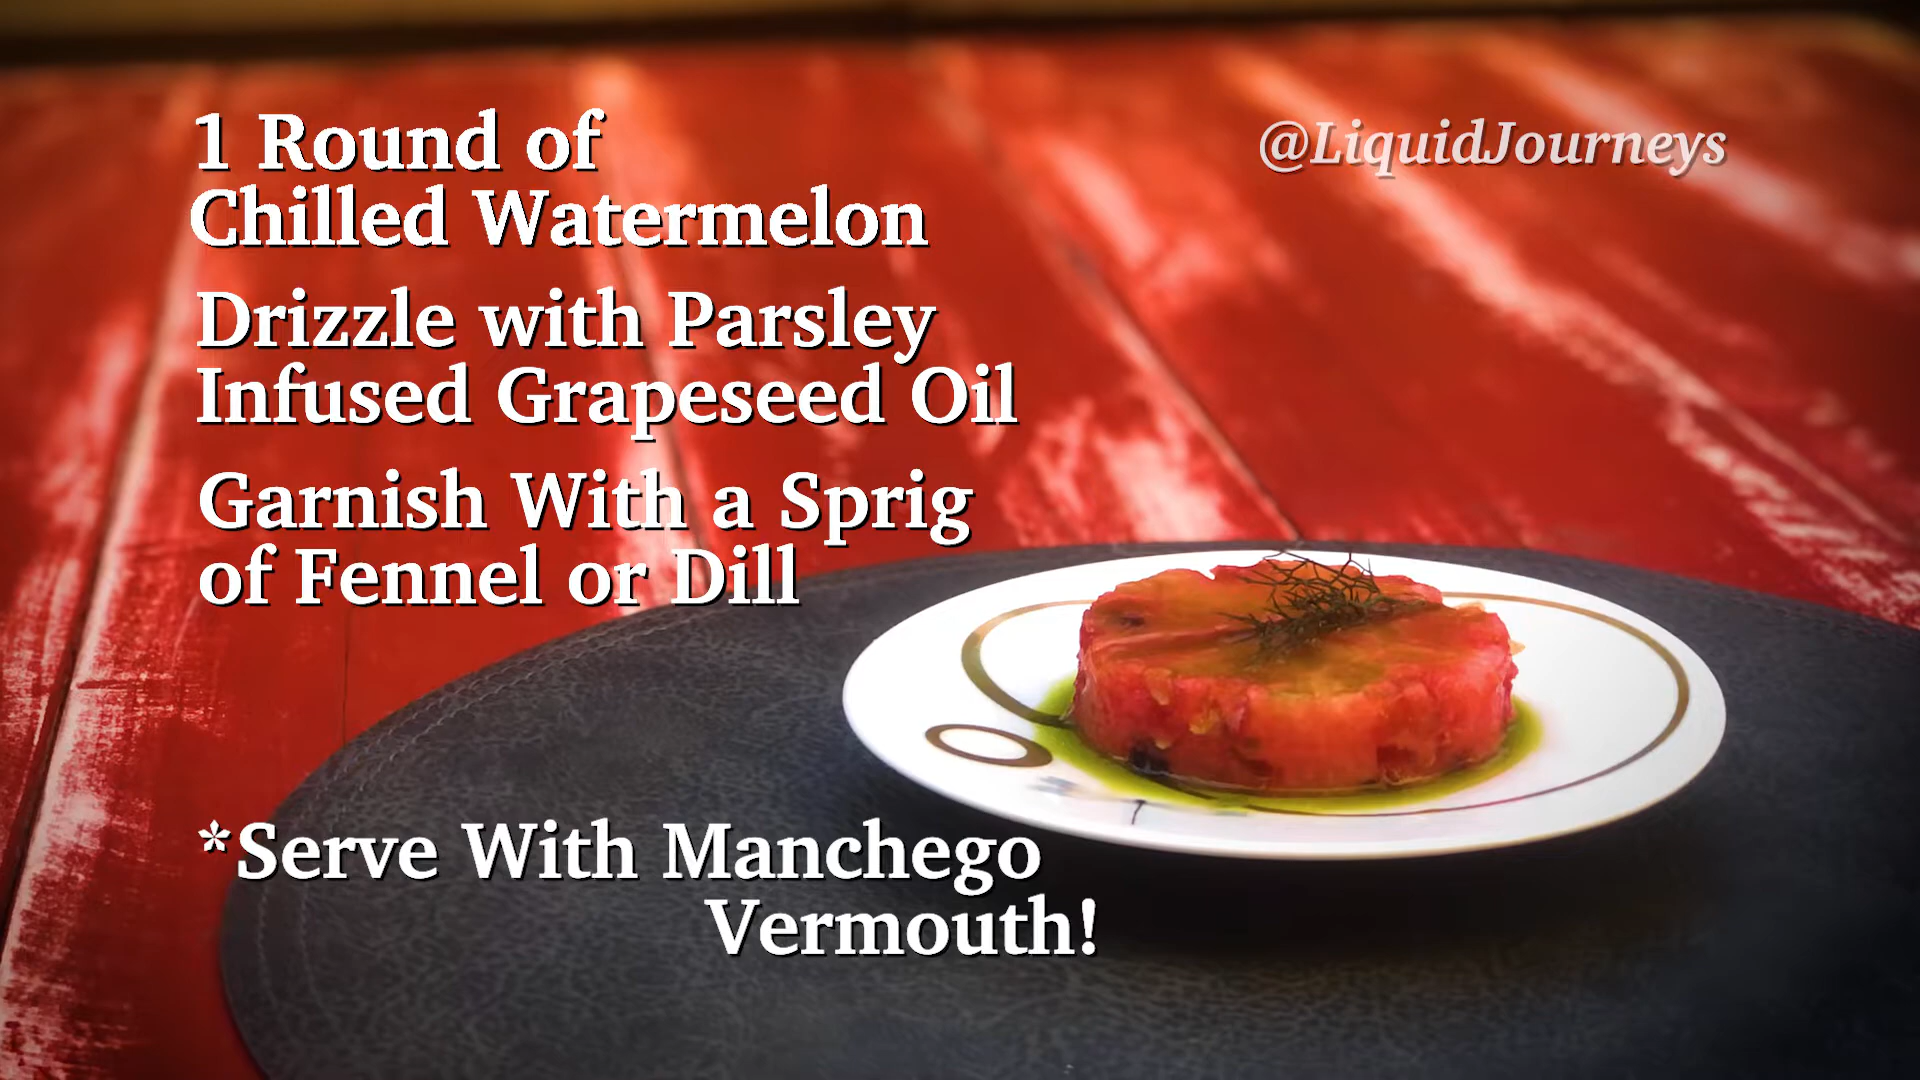 1 Round of
Chilled Watermelon
Drizzle with Parsley
Infused Grapeseed Oil
Garnish With a Sprig
of Fennel or Dill
*Serve With Manchego
Vermouth!
@LiquidJourneys